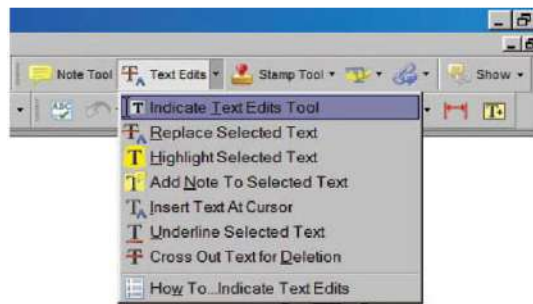 Note Tool Text Edits Stamp Tool Show
ABC
Indicate Text Edits Tool
Replace Selected Text
Highlight Selected Text
Add Note To Selected Text
Insert Text At Cursor
Underline Selected Text
Cross Out Text for Deletion
How To...Indicate Text Edits